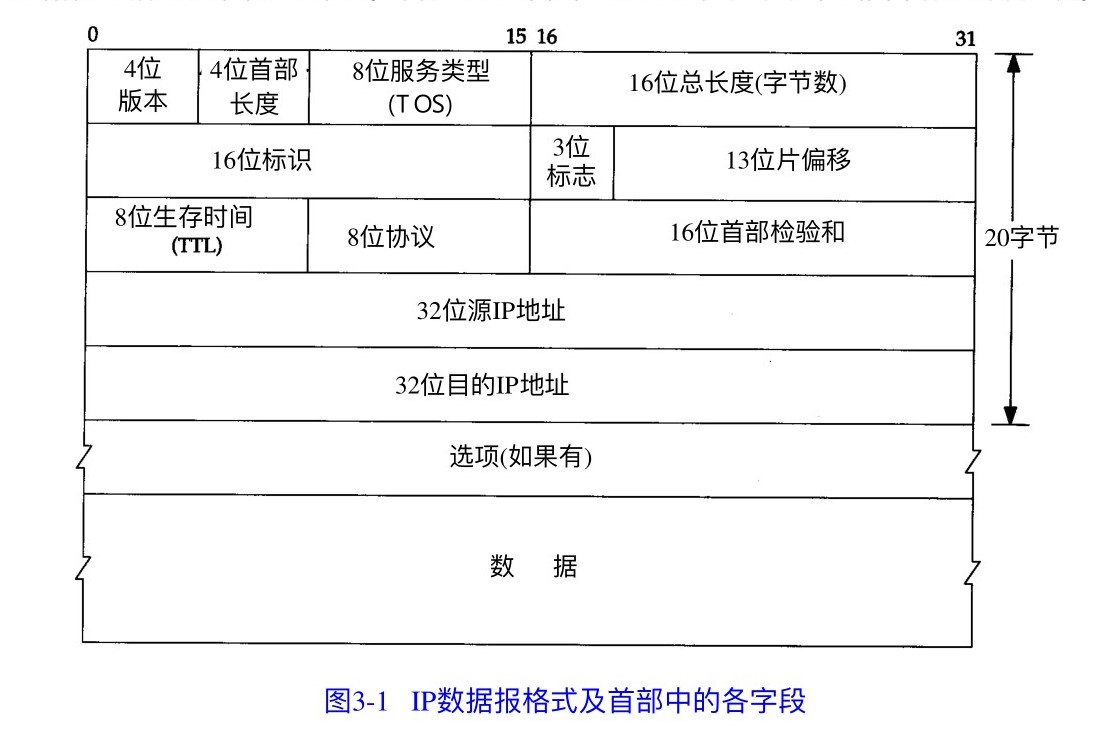 0 15 16 31
4位
版本
4位首部
长度
8位服务类型
(TOS)
16位总长度(字节数)
16位标识
3位
标志
13位片偏移
8位生存时间
(TTL)
8位协议
16位首部检验和
20字节
32位源IP地址
32位目的IP地址
选项(如果有)
数 据
图3-1 IP数据报格式及首部中的各字段